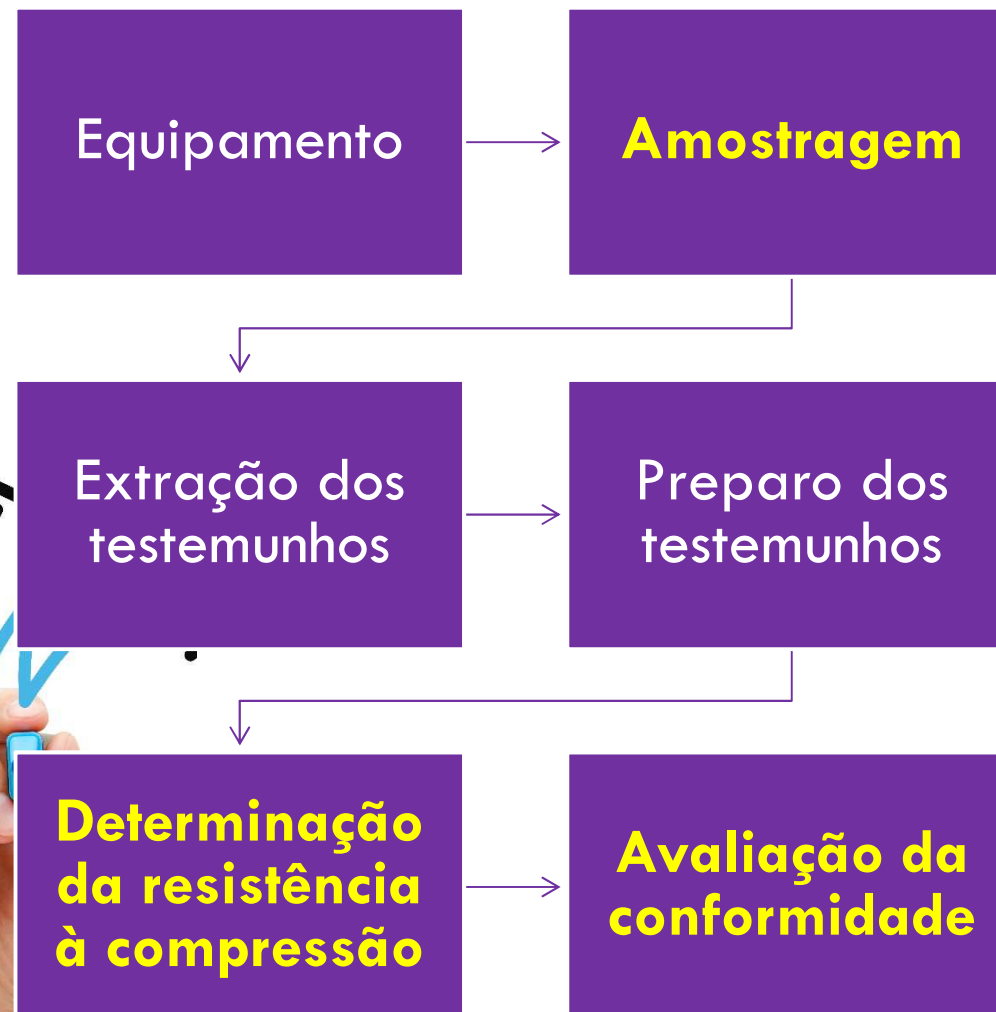 Equipamento
Amostragem
Extração dos
testemunhos
Preparo dos
testemunhos
Determinação
da resistência
à compressão
Avaliação da
conformidade